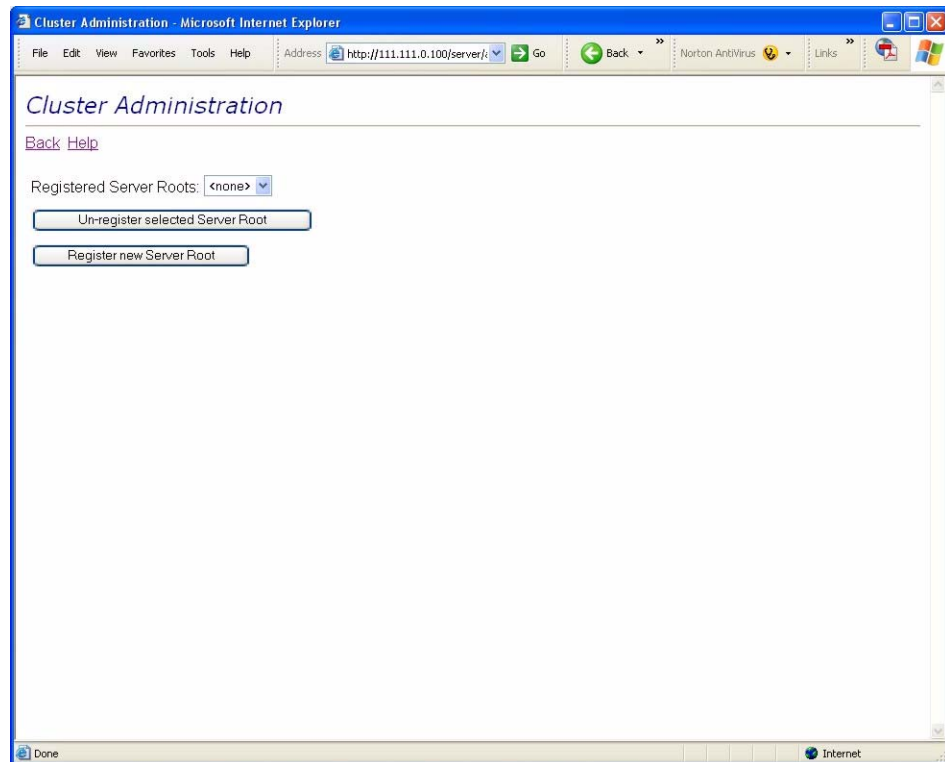 Cluster Administration - Microsoft Internet Explorer
File Edit View Favorites Tools Help Address http://111.111.0.100/server/a Go Back » Norton AntiVirus Links »
Cluster Administration
Back Help
Registered Server Roots: <none>
Un-register selected Server Root
Register new Server Root
Done Internet